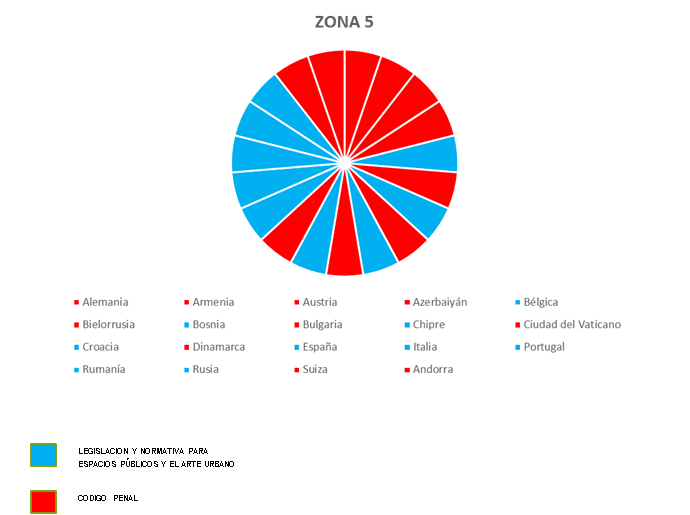 ZONA 5
Alemania Armenia Austria Azerbaiyán Bélgica
Bielorrusia Bosnia Bulgaria Chipre Ciudad del Vaticano
Croacia Dinamarca España Italia Portugal
Rumanía Rusia Suiza Andorra
LEGISLACION Y NORMATIVA PARA
ESPACIOS PÚBLICOS Y EL ARTE URBANO
CODIGO PENAL